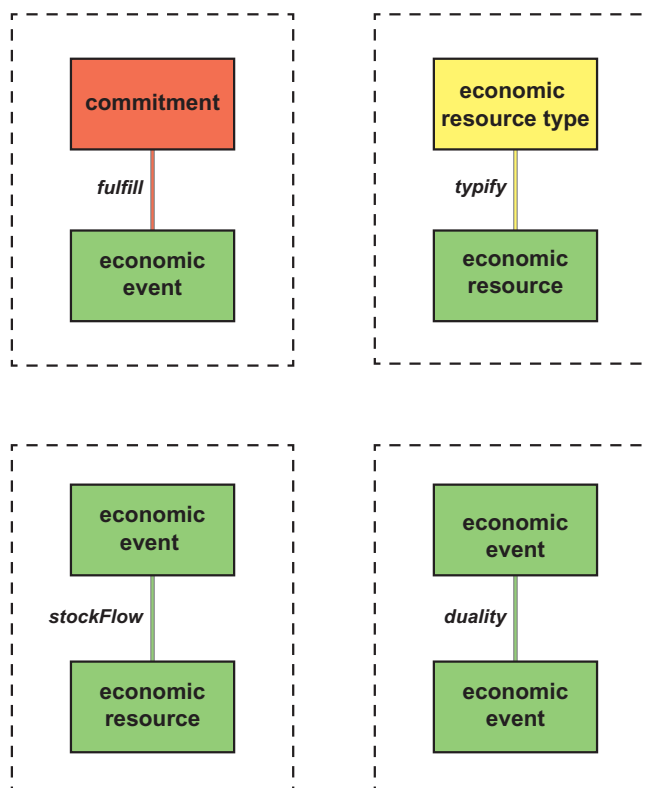 commitment
fulfill
economic
event
economic
resource type
typify
economic
resource
economic
event
stockFlow
economic
resource
economic
event
duality
economic
event